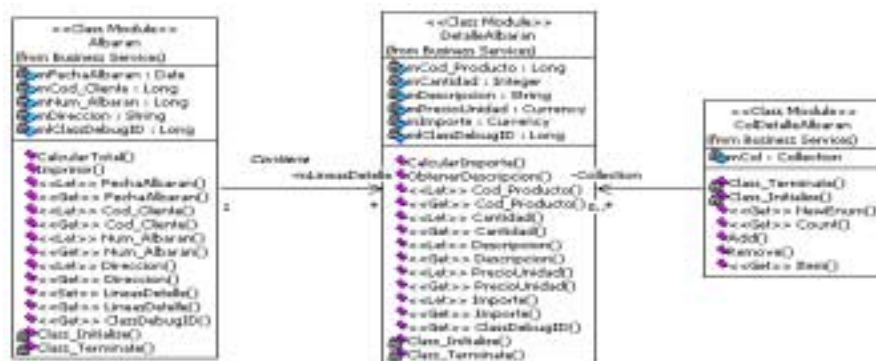 <<Class Module>>
Albaran
(from Business Services)
mFechaAlbaran : Date
mCod_Cliente : Long
mNum_Albaran : Long
mDireccion : String
mlClassDebugID : Long
CalcularTotal()
Imprimir()
<<Let>> FechaAlbaran()
<<Get>> FechaAlbaran()
<<Let>> Cod_Cliente()
<<Get>> Cod_Cliente()
<<Let>> Num_Albaran()
<<Get>> Num_Albaran()
<<Let>> Direccion()
<<Get>> Direccion()
<<Set>> LineasDetalle()
<<Get>> LineasDetalle()
<<Get>> ClassDebugID()
Class_Initialize()
Class_Terminate()
Contiene
-mLineasDetalle
*
<<Class Module>>
DetalleAlbaran
(from Business Services)
mCod_Producto : Long
mCantidad : Integer
mDescripcion : String
mPrecioUnidad : Currency
mImporte : Currency
mlClassDebugID : Long
CalcularImporte()
ObtenerDescripcion()
<<Let>> Cod_Producto()
<<Get>> Cod_Producto()
<<Let>> Cantidad()
<<Get>> Cantidad()
<<Let>> Descripcion()
<<Get>> Descripcion()
<<Let>> PrecioUnidad()
<<Get>> PrecioUnidad()
<<Let>> Importe()
<<Get>> Importe()
<<Get>> ClassDebugID()
Class_Initialize()
Class_Terminate()
-Collection
<<Class Module>>
ColDetalleAlbaran
(from Business Services)
mCol : Collection
Class_Terminate()
Class_Initialize()
<<Get>> NewEnum()
<<Get>> Count()
Add()
Remove()
<<Get>> Item()